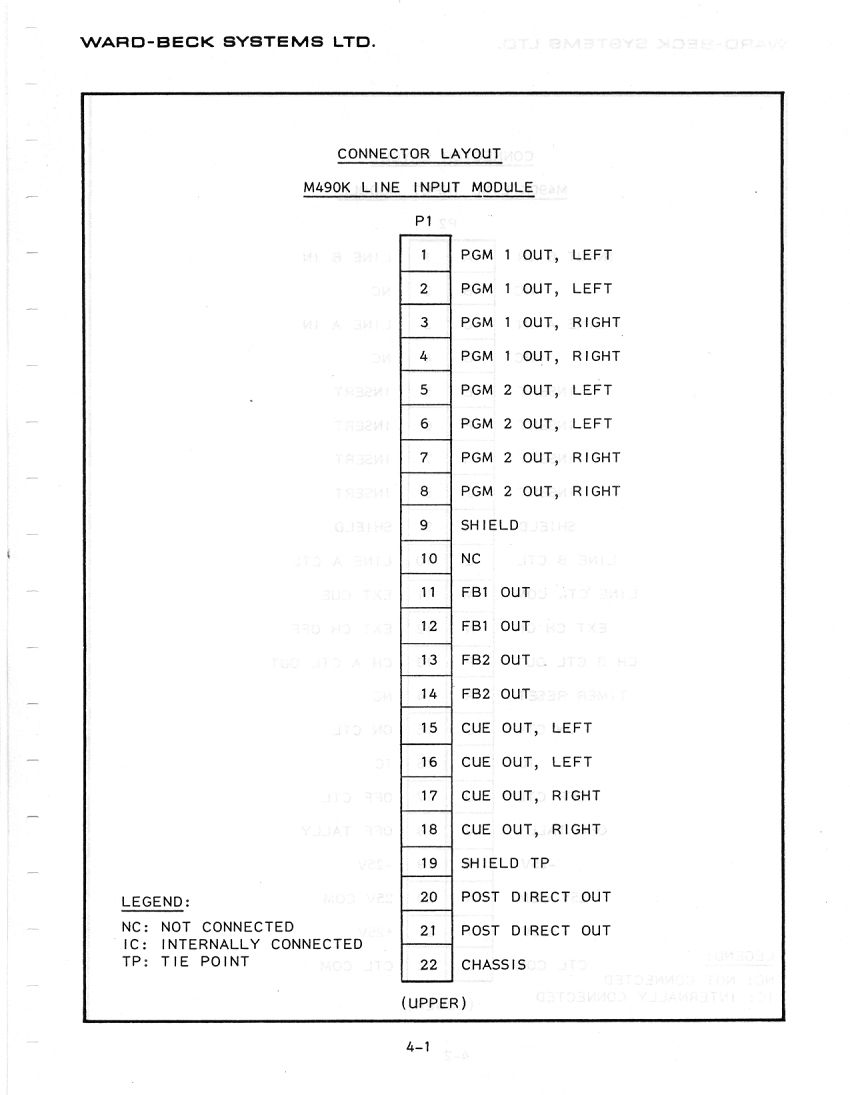 WARD-BECK SYSTEMS LTD.
CONNECTOR LAYOUT
M490K LINE INPUT MODULE
P1
1 PGM 1 OUT, LEFT
2 PGM 1 OUT, LEFT
3 PGM 1 OUT, RIGHT
4 PGM 1 OUT, RIGHT
5 PGM 2 OUT, LEFT
6 PGM 2 OUT, LEFT
7 PGM 2 OUT, RIGHT
8 PGM 2 OUT, RIGHT
9 SHIELD
10 NC
11 FB1 OUT
12 FB1 OUT
13 FB2 OUT
14 FB2 OUT
15 CUE OUT, LEFT
16 CUE OUT, LEFT
17 CUE OUT, RIGHT
18 CUE OUT, RIGHT
19 SHIELD TP
20 POST DIRECT OUT
21 POST DIRECT OUT
22 CHASSIS
(UPPER)
LEGEND:
NC: NOT CONNECTED
IC: INTERNALLY CONNECTED
TP: TIE POINT
4-1